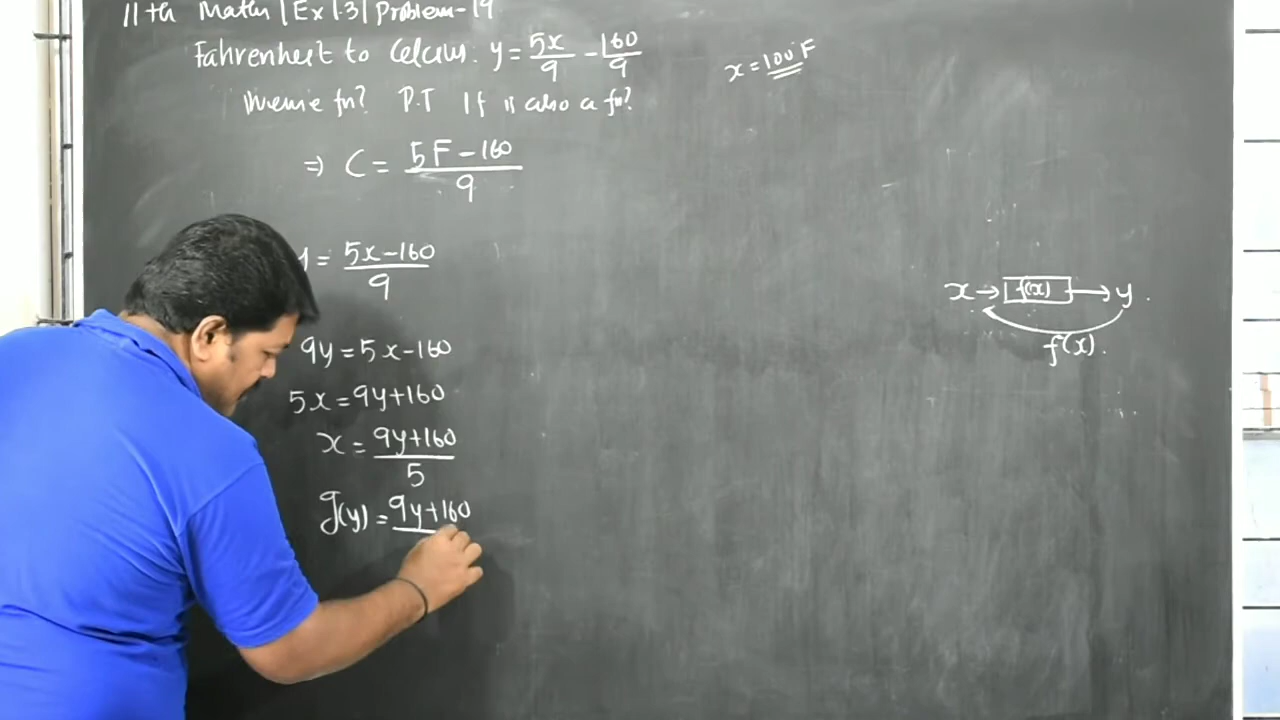 11th Maths | Ex 1.3 | Problem-19
Fahrenheit to Celcius: y = 5x/9 - 160/9
x = 100°F
Inverse fn? P.T It is also a fn?
⇒ C = (5F - 160)/9
= (5x - 160)/9
9y = 5x - 160
5x = 9y + 160
x = (9y + 160)/5
g(y) = 9y + 160
x → f(x) → y.
f(x).